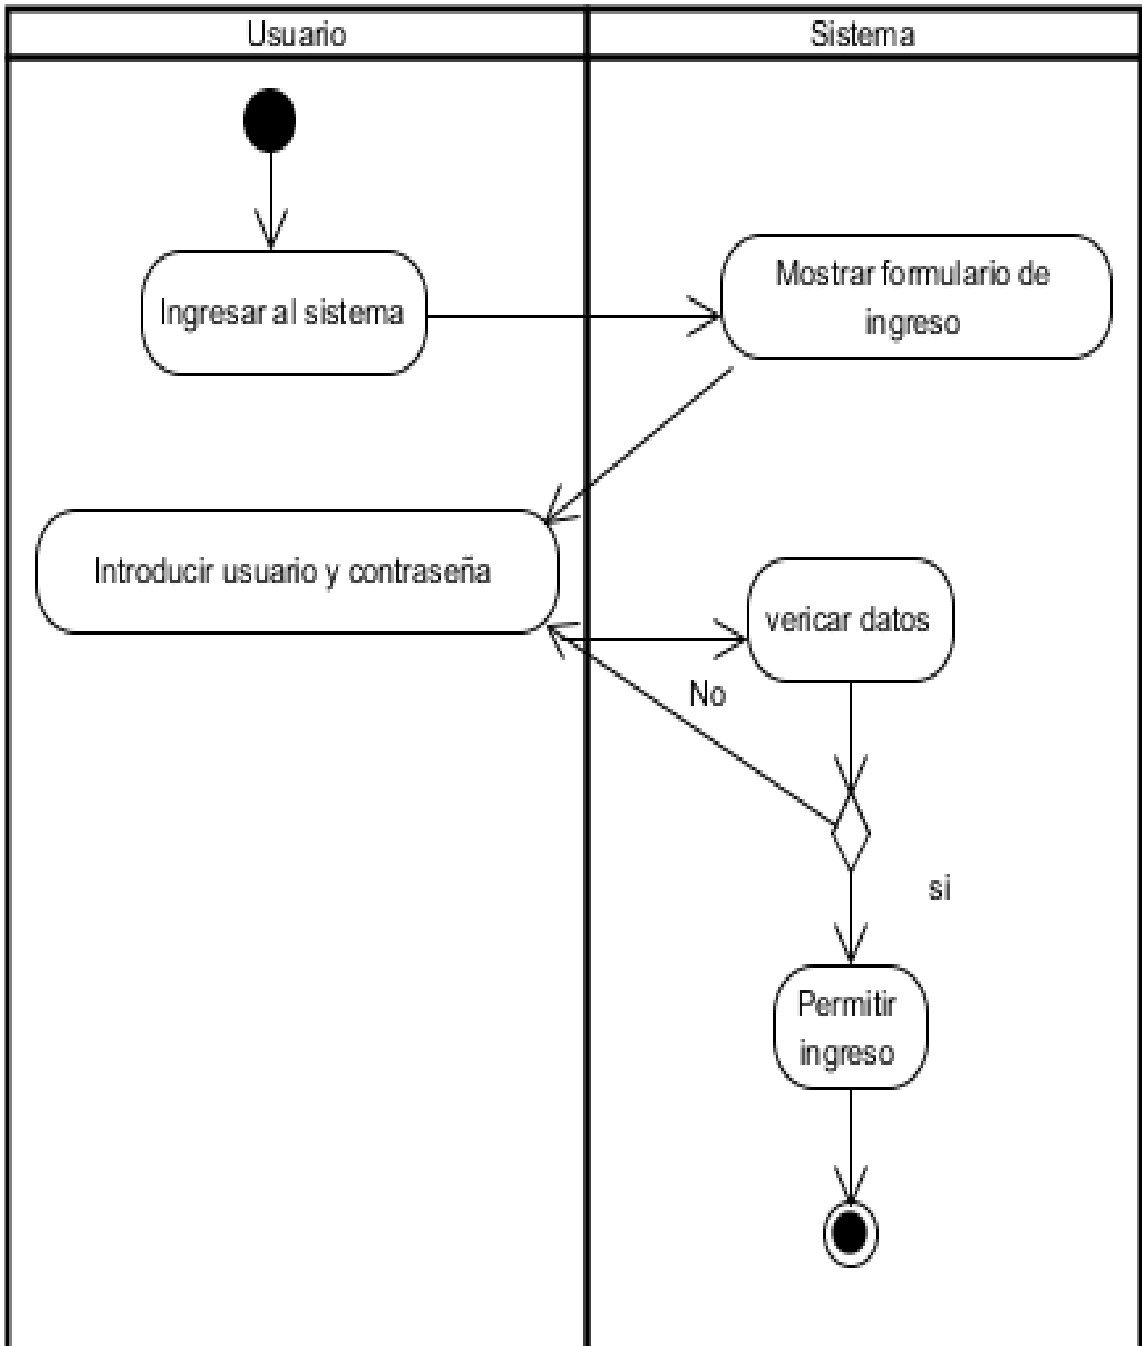 Usuario
Sistema
Ingresar al sistema
Mostrar formulario de
ingreso
Introducir usuario y contraseña
vericar datos
No
si
Permitir
ingreso